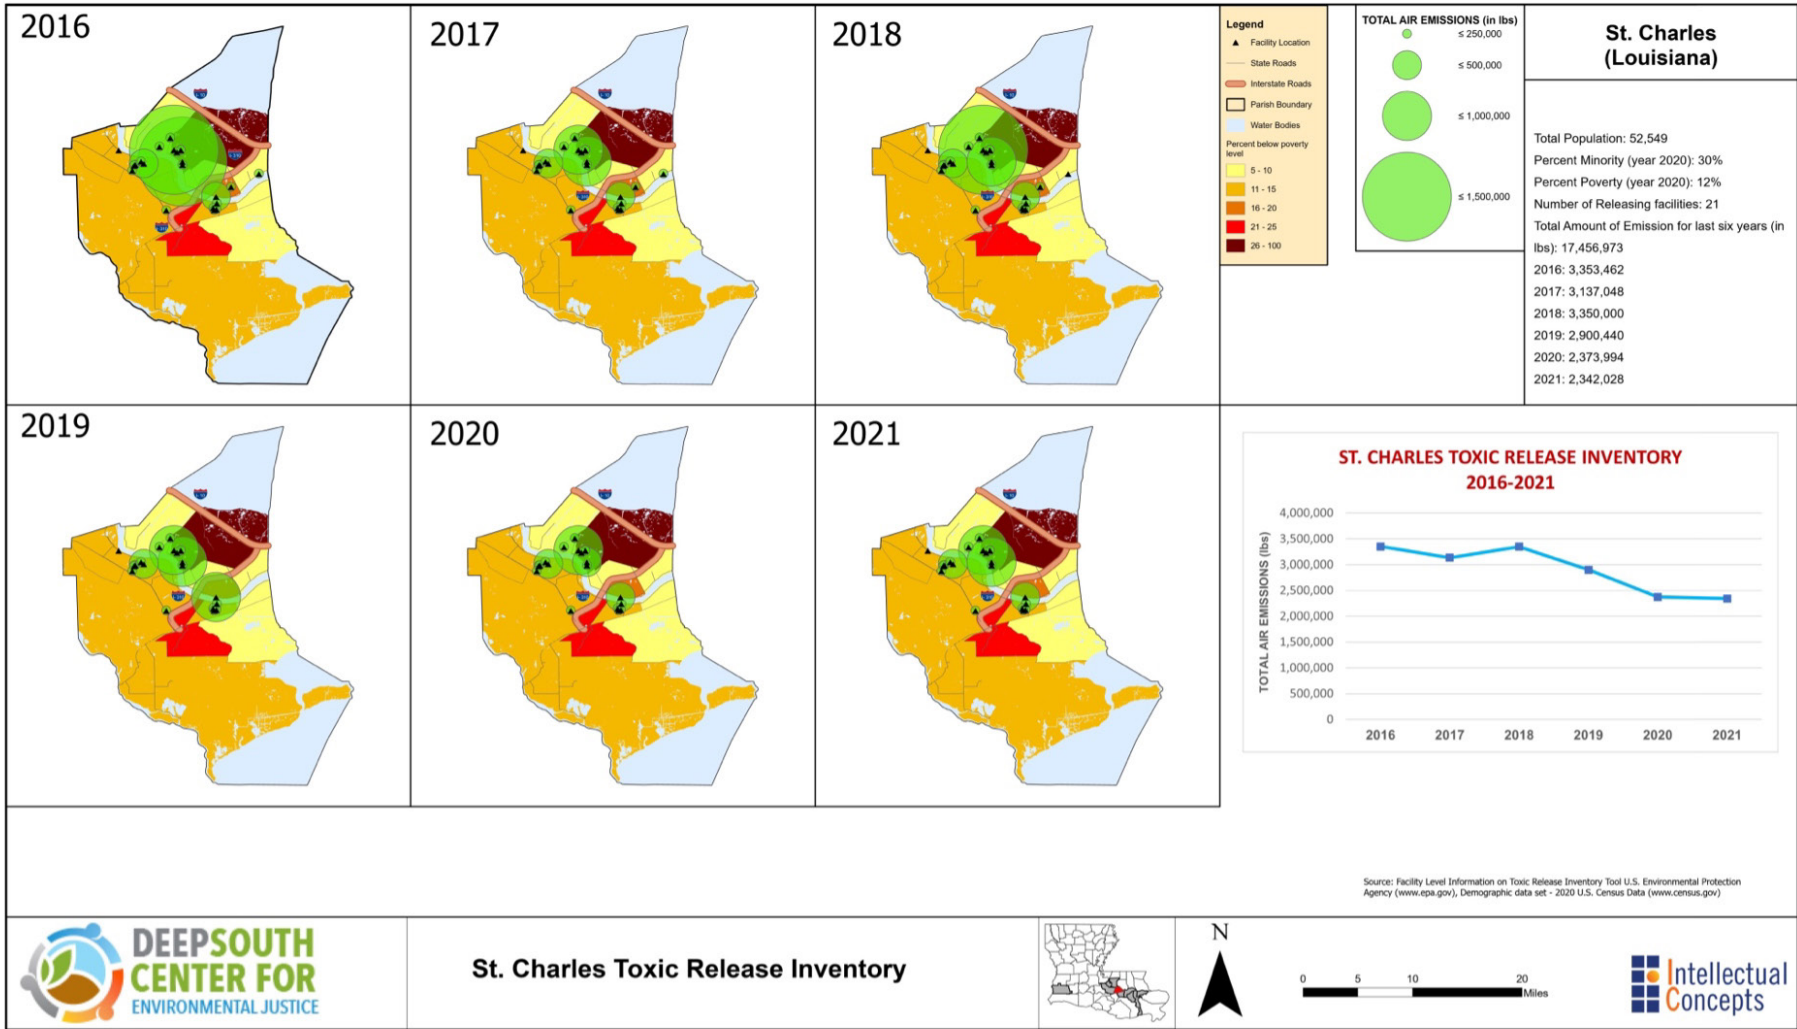 2016
2017
2018
Legend
Facility Location
State Roads
Interstate Roads
Parish Boundary
Water Bodies
Percent below poverty
level
5 - 10
11 - 15
16 - 20
21 - 25
26 - 100
TOTAL AIR EMISSIONS (in lbs)
≤ 250,000
≤ 500,000
≤ 1,000,000
≤ 1,500,000
St. Charles
(Louisiana)
Total Population: 52,549
Percent Minority (year 2020): 30%
Percent Poverty (year 2020): 12%
Number of Releasing facilities: 21
Total Amount of Emission for last six years (in
lbs): 17,456,973
2016: 3,353,462
2017: 3,137,048
2018: 3,350,000
2019: 2,900,440
2020: 2,373,994
2021: 2,342,028
2019
2020
2021
ST. CHARLES TOXIC RELEASE INVENTORY
2016-2021
TOTAL AIR EMISSIONS (lbs)
4,000,000
3,500,000
3,000,000
2,500,000
2,000,000
1,500,000
1,000,000
500,000
0
2016 2017 2018 2019 2020 2021
Source: Facility Level Information on Toxic Release Inventory Tool U.S. Environmental Protection
Agency (www.epa.gov), Demographic data set - 2020 U.S. Census Data (www.census.gov)
DEEPSOUTH
CENTER FOR
ENVIRONMENTAL JUSTICE
St. Charles Toxic Release Inventory
N
0 5 10 20
Miles
Intellectual
Concepts